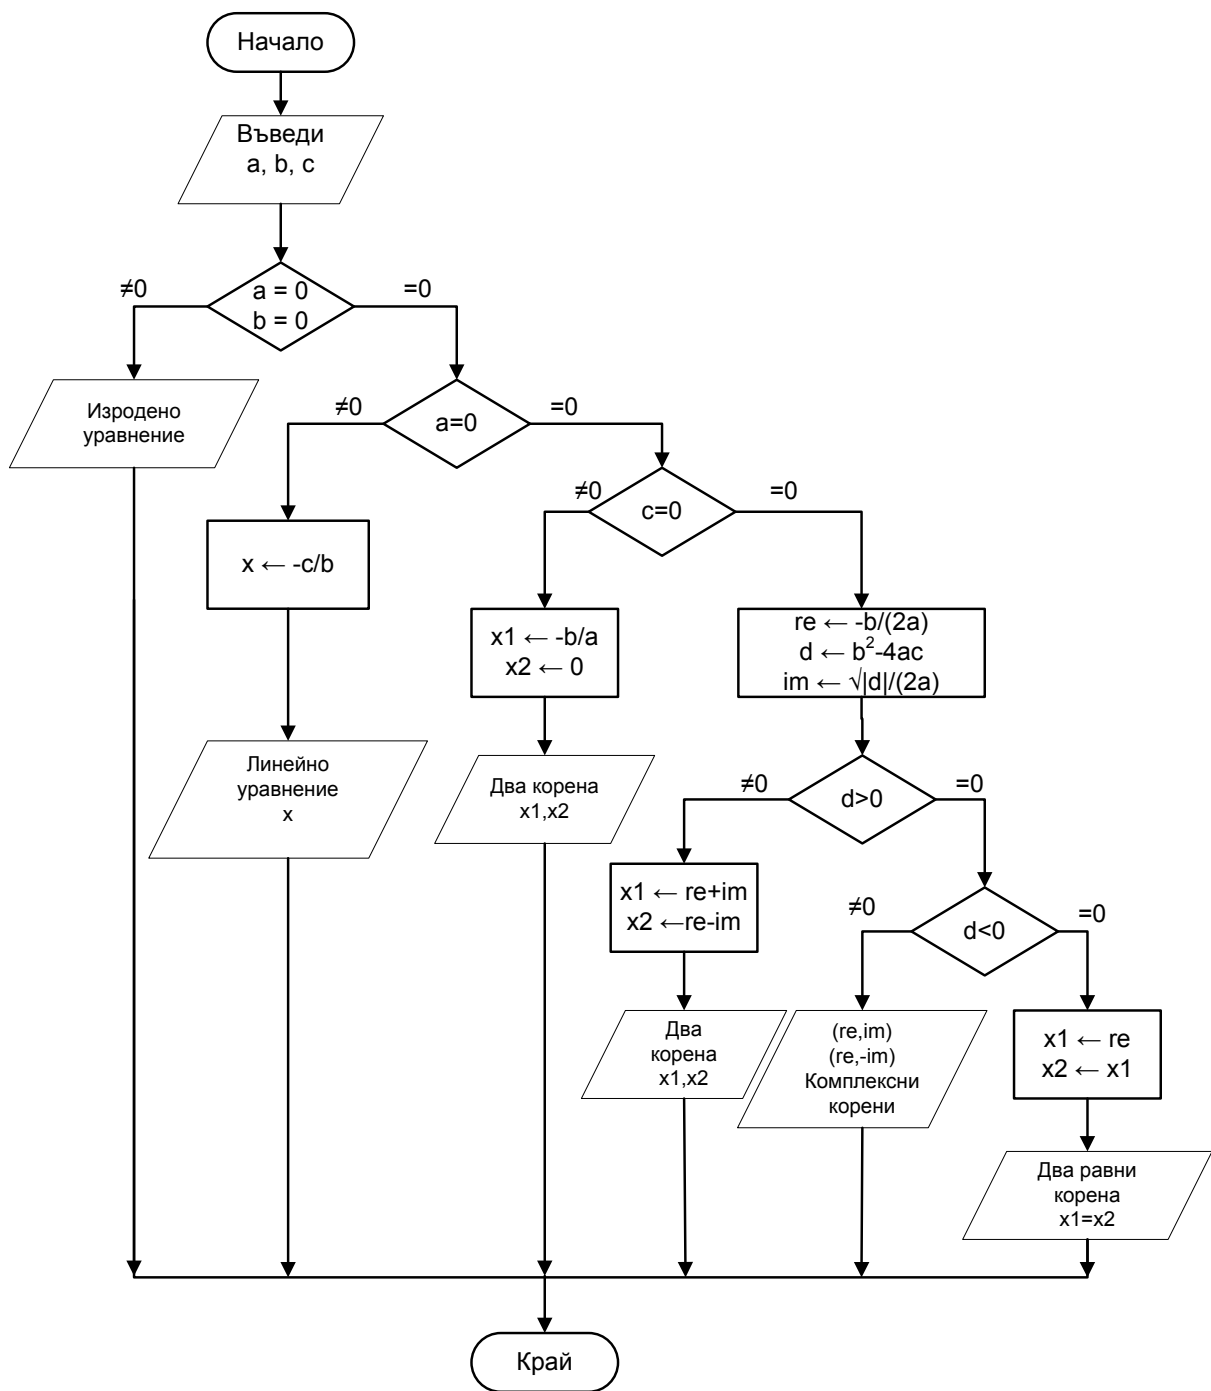 Начало
Въведи
a, b, c
≠0
a = 0
b = 0
=0
Изродено
уравнение
≠0
a=0
=0
≠0
c=0
=0
x ← -c/b
x1 ← -b/a
x2 ← 0
re ← -b/(2a)
d ← b²-4ac
im ← √|d|/(2a)
Линейно
уравнение
x
Два корена
x1,x2
≠0
d>0
=0
x1 ← re+im
x2 ←re-im
≠0
d<0
=0
Два
корена
x1,x2
(re,im)
(re,-im)
Комплексни
корени
x1 ← re
x2 ← x1
Два равни
корена
x1=x2
Край